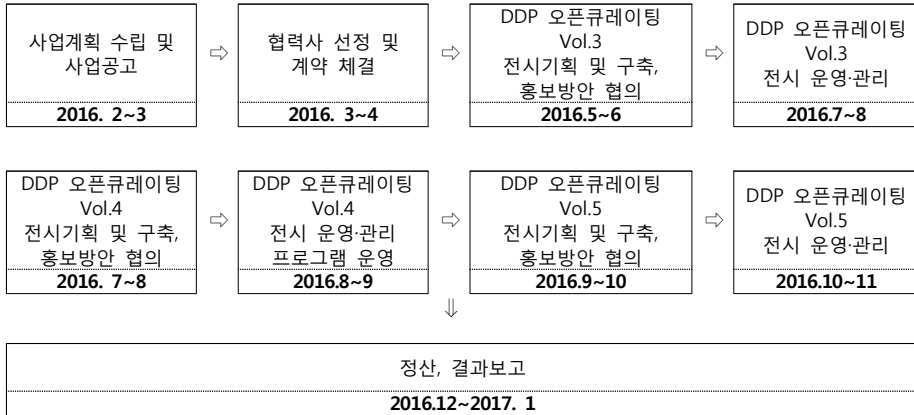 사업계획 수립 및
사업공고
2016. 2~3
⇨
협력사 선정 및
계약 체결
2016. 3~4
⇨
DDP 오픈큐레이팅
Vol.3
전시기획 및 구축,
홍보방안 협의
2016.5~6
⇨
DDP 오픈큐레이팅
Vol.3
전시 운영·관리
2016.7~8
DDP 오픈큐레이팅
Vol.4
전시기획 및 구축,
홍보방안 협의
2016. 7~8
⇨
DDP 오픈큐레이팅
Vol.4
전시 운영·관리
프로그램 운영
2016.8~9
⇨
DDP 오픈큐레이팅
Vol.5
전시기획 및 구축,
홍보방안 협의
2016.9~10
⇨
DDP 오픈큐레이팅
Vol.5
전시 운영·관리
2016.10~11
⇓
정산, 결과보고
2016.12~2017. 1